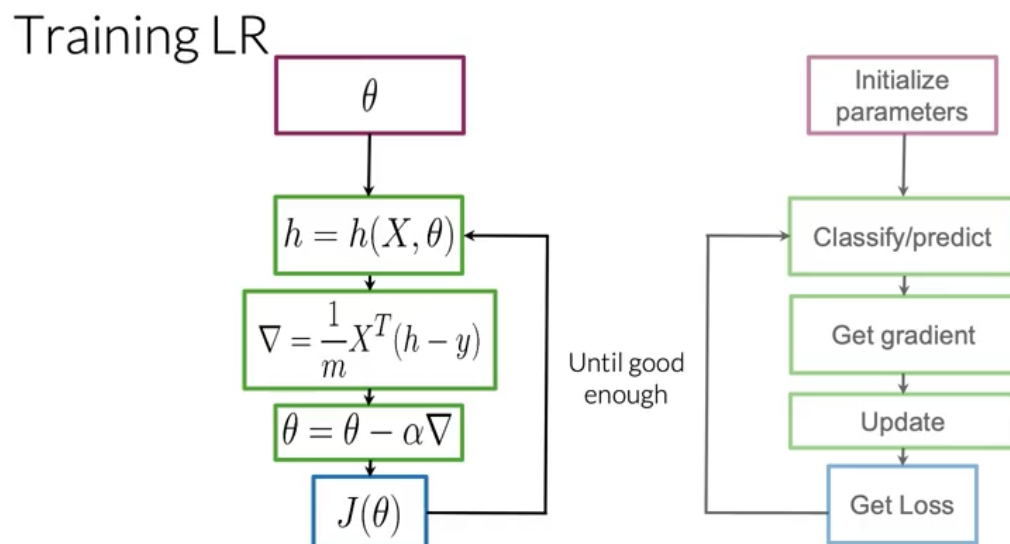 Training LR
θ
h = h(X, θ)
∇ = 1/m X^T (h − y)
θ = θ − α∇
J(θ)
Until good
enough
Initialize
parameters
Classify/predict
Get gradient
Update
Get Loss